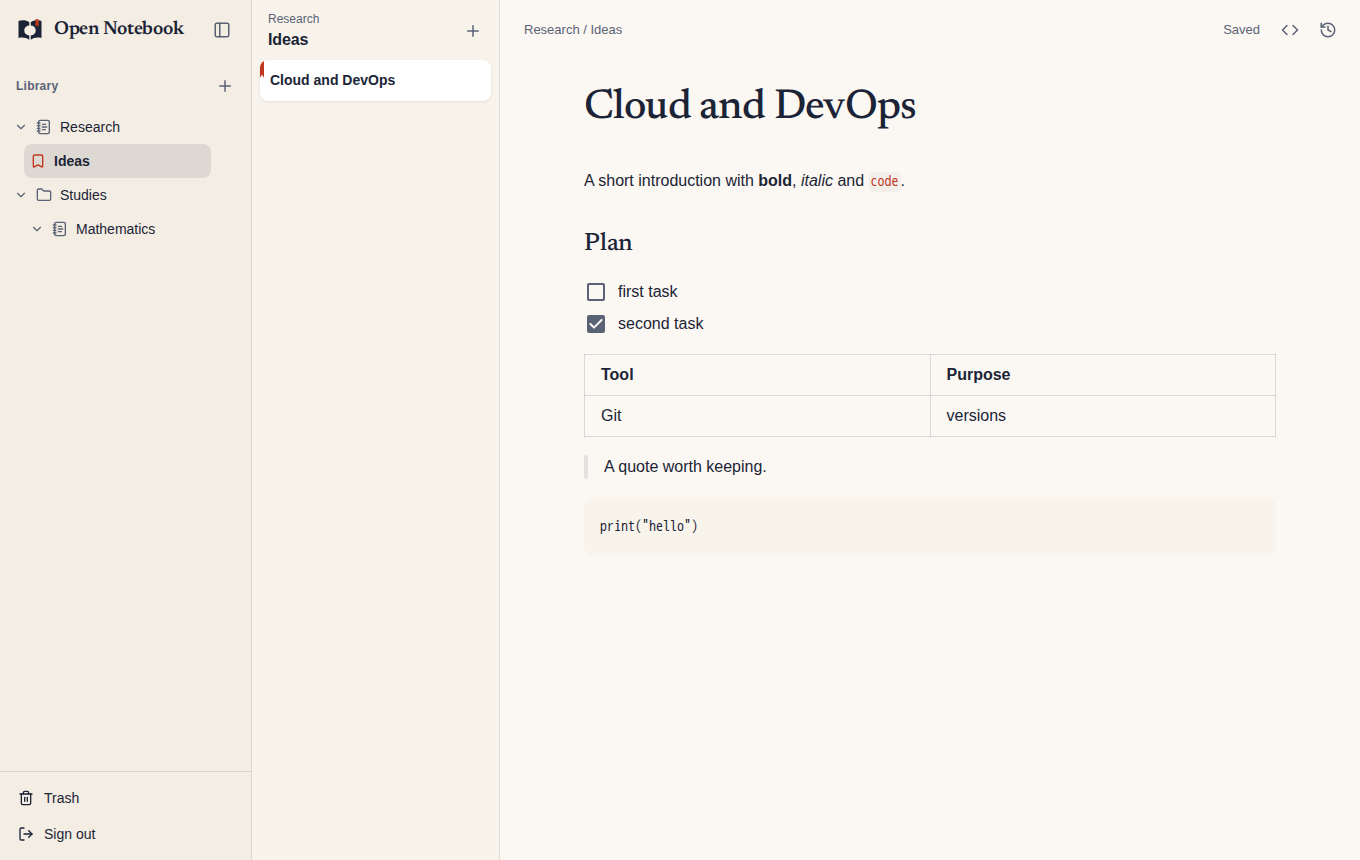 Open Notebook
Library
Research
Ideas
Studies
Mathematics
Trash
Sign out
Research
Ideas
Cloud and DevOps
Research / Ideas
Saved
Cloud and DevOps
A short introduction with bold, italic and code.
Plan
first task
second task
Tool Purpose
Git versions
A quote worth keeping.
print("hello")